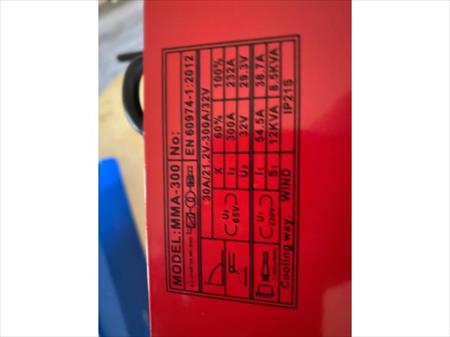 MODEL:MMA-300 No:
EN 60974-1:2012
30A/21.2V-300A/32V
X 60% 100%
U₀ 65V I₂ 300A 232A
U₂ 32V 29.3V
U₁ 220V I₁ 54.5A 38.7A
S₁ 12KVA 8.5KVA
Cooling way: WIND IP21S